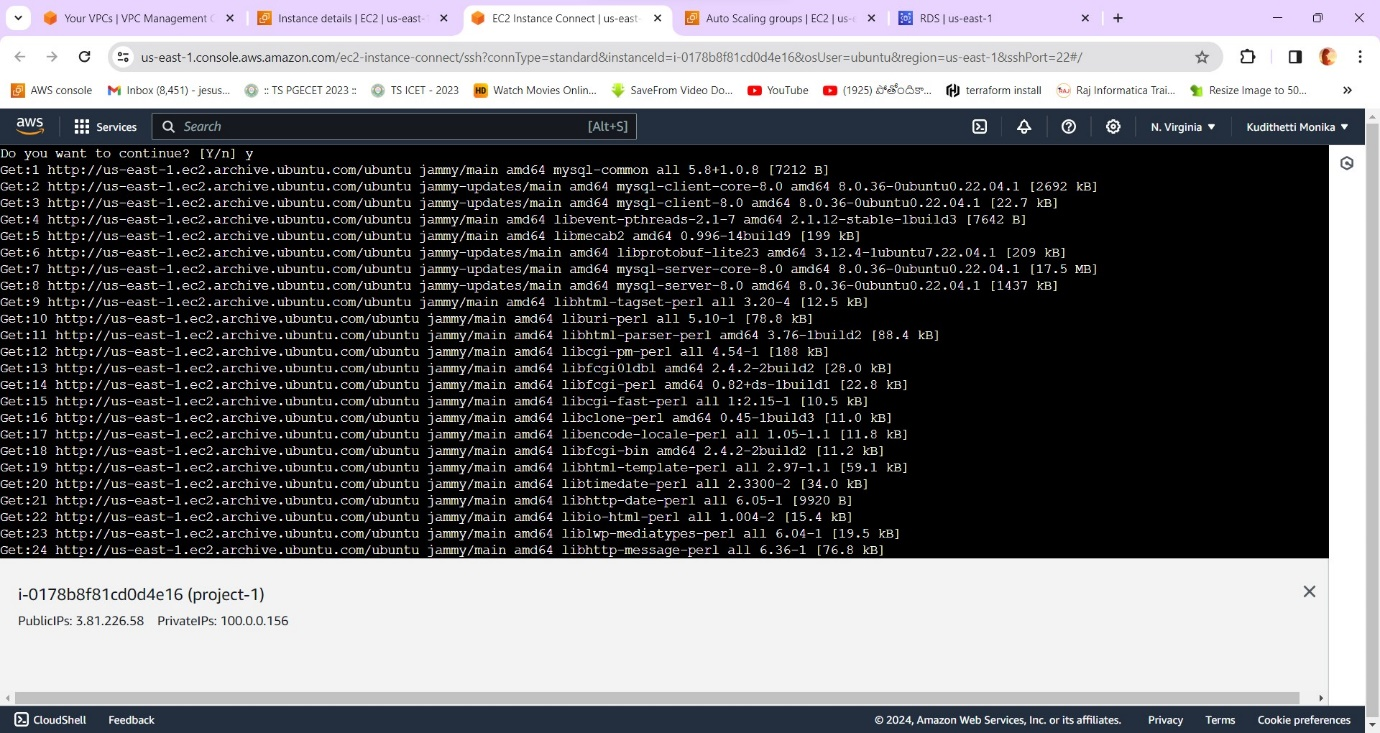 Your VPCs | VPC Management C
Instance details | EC2 | us-east-
EC2 Instance Connect | us-east-
Auto Scaling groups | EC2 | us-e
RDS | us-east-1
us-east-1.console.aws.amazon.com/ec2-instance-connect/ssh?connType=standard&instanceId=i-0178b8f81cd0d4e16&osUser=ubuntu&region=us-east-1&sshPort=22#/
AWS console
Inbox (8,451) - jesus...
:: TS PGECET 2023 ::
TS ICET - 2023
HD Watch Movies Onlin...
SaveFrom Video Do...
YouTube
(1925)
terraform install
Raj Informatica Trai...
Resize Image to 50...
aws
Services
Search
[Alt+S]
N. Virginia
Kudithetti Monika
Do you want to continue? [Y/n] y
Get:1 http://us-east-1.ec2.archive.ubuntu.com/ubuntu jammy/main amd64 mysql-common all 5.8+1.0.8 [7212 B]
Get:2 http://us-east-1.ec2.archive.ubuntu.com/ubuntu jammy-updates/main amd64 mysql-client-core-8.0 amd64 8.0.36-0ubuntu0.22.04.1 [2692 kB]
Get:3 http://us-east-1.ec2.archive.ubuntu.com/ubuntu jammy-updates/main amd64 mysql-client-8.0 amd64 8.0.36-0ubuntu0.22.04.1 [22.7 kB]
Get:4 http://us-east-1.ec2.archive.ubuntu.com/ubuntu jammy/main amd64 libevent-pthreads-2.1-7 amd64 2.1.12-stable-1build3 [7642 B]
Get:5 http://us-east-1.ec2.archive.ubuntu.com/ubuntu jammy/main amd64 libmecab2 amd64 0.996-14build9 [199 kB]
Get:6 http://us-east-1.ec2.archive.ubuntu.com/ubuntu jammy-updates/main amd64 libprotobuf-lite23 amd64 3.12.4-1ubuntu7.22.04.1 [209 kB]
Get:7 http://us-east-1.ec2.archive.ubuntu.com/ubuntu jammy-updates/main amd64 mysql-server-core-8.0 amd64 8.0.36-0ubuntu0.22.04.1 [17.5 MB]
Get:8 http://us-east-1.ec2.archive.ubuntu.com/ubuntu jammy-updates/main amd64 mysql-server-8.0 amd64 8.0.36-0ubuntu0.22.04.1 [1437 kB]
Get:9 http://us-east-1.ec2.archive.ubuntu.com/ubuntu jammy/main amd64 libhtml-tagset-perl all 3.20-4 [12.5 kB]
Get:10 http://us-east-1.ec2.archive.ubuntu.com/ubuntu jammy/main amd64 liburi-perl all 5.10-1 [78.8 kB]
Get:11 http://us-east-1.ec2.archive.ubuntu.com/ubuntu jammy/main amd64 libhtml-parser-perl amd64 3.76-1build2 [88.4 kB]
Get:12 http://us-east-1.ec2.archive.ubuntu.com/ubuntu jammy/main amd64 libcgi-pm-perl all 4.54-1 [188 kB]
Get:13 http://us-east-1.ec2.archive.ubuntu.com/ubuntu jammy/main amd64 libfcgi0ldbl amd64 2.4.2-2build2 [28.0 kB]
Get:14 http://us-east-1.ec2.archive.ubuntu.com/ubuntu jammy/main amd64 libfcgi-perl amd64 0.82+ds-1build1 [22.8 kB]
Get:15 http://us-east-1.ec2.archive.ubuntu.com/ubuntu jammy/main amd64 libcgi-fast-perl all 1:2.15-1 [10.5 kB]
Get:16 http://us-east-1.ec2.archive.ubuntu.com/ubuntu jammy/main amd64 libclone-perl amd64 0.45-1build3 [11.0 kB]
Get:17 http://us-east-1.ec2.archive.ubuntu.com/ubuntu jammy/main amd64 libencode-locale-perl all 1.05-1.1 [11.8 kB]
Get:18 http://us-east-1.ec2.archive.ubuntu.com/ubuntu jammy/main amd64 libfcgi-bin amd64 2.4.2-2build2 [11.2 kB]
Get:19 http://us-east-1.ec2.archive.ubuntu.com/ubuntu jammy/main amd64 libhtml-template-perl all 2.97-1.1 [59.1 kB]
Get:20 http://us-east-1.ec2.archive.ubuntu.com/ubuntu jammy/main amd64 libtimedate-perl all 2.3300-2 [34.0 kB]
Get:21 http://us-east-1.ec2.archive.ubuntu.com/ubuntu jammy/main amd64 libhttp-date-perl all 6.05-1 [9920 B]
Get:22 http://us-east-1.ec2.archive.ubuntu.com/ubuntu jammy/main amd64 libio-html-perl all 1.004-2 [15.4 kB]
Get:23 http://us-east-1.ec2.archive.ubuntu.com/ubuntu jammy/main amd64 liblwp-mediatypes-perl all 6.04-1 [19.5 kB]
Get:24 http://us-east-1.ec2.archive.ubuntu.com/ubuntu jammy/main amd64 libhttp-message-perl all 6.36-1 [76.8 kB]
i-0178b8f81cd0d4e16 (project-1)
PublicIPs: 3.81.226.58 PrivateIPs: 100.0.0.156
CloudShell
Feedback
© 2024, Amazon Web Services, Inc. or its affiliates.
Privacy
Terms
Cookie preferences